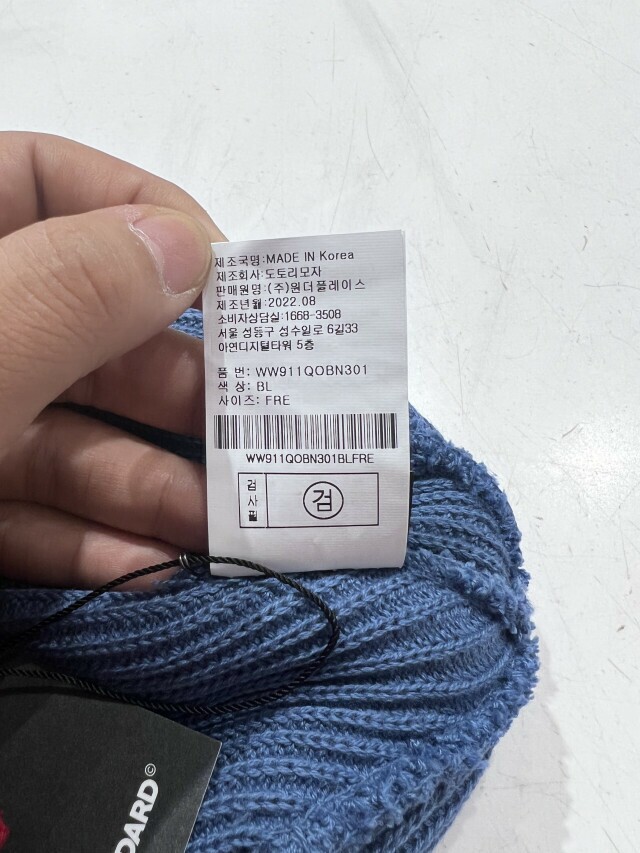 제조국명:MADE IN Korea
제조회사:도토리모자
판매원명:(주)원더플레이스
제조년월:2022.08
소비자상담실:1668-3508
서울 성동구 성수일로 6길33
아연디지털타워 5층
품 번: WW911QOBN301
색 상: BL
사이즈: FRE
WW911QOBN301BLFRE
검사필
검